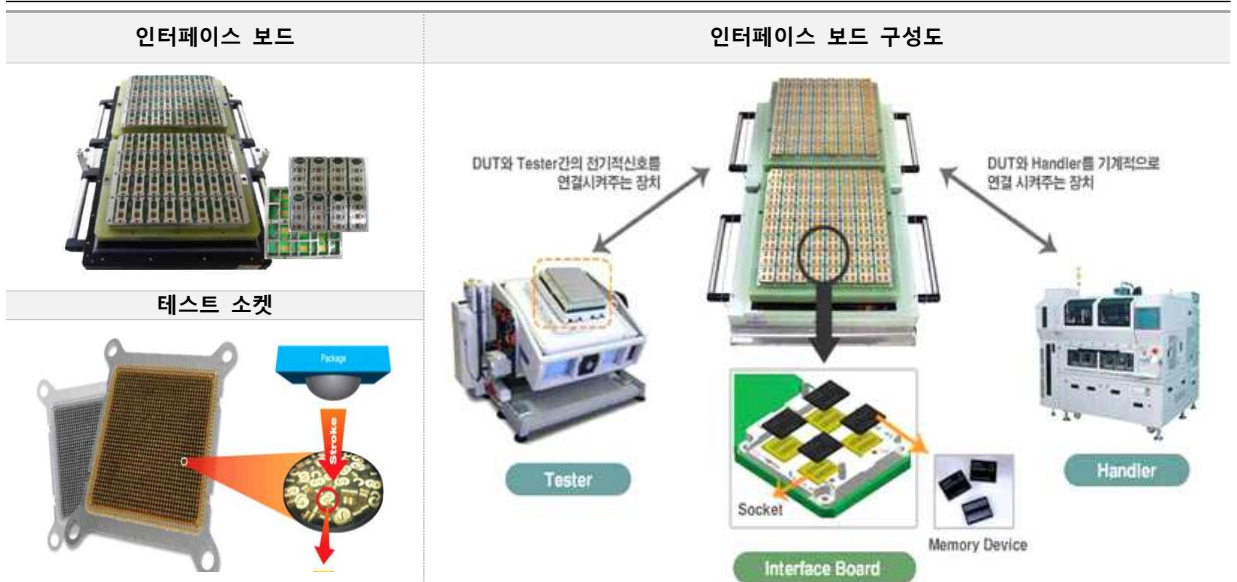 인터페이스 보드
인터페이스 보드 구성도
DUT와 Tester간의 전기적신호를
연결시켜주는 장치
DUT와 Handler를 기계적으로
연결 시켜주는 장치
테스트 소켓
Package
Stroke
Tester
Socket
Memory Device
Handler
Interface Board